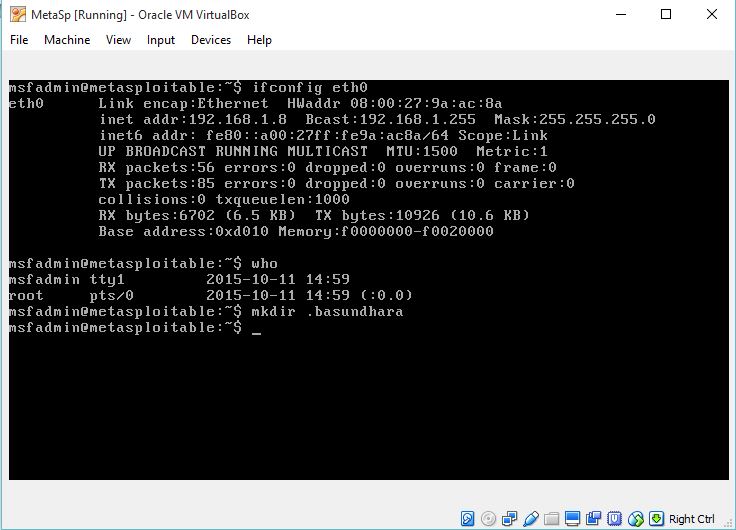 MetaSp [Running] - Oracle VM VirtualBox
File Machine View Input Devices Help
msfadmin@metasploitable:~$ ifconfig eth0
eth0      Link encap:Ethernet  HWaddr 08:00:27:9a:ac:8a
          inet addr:192.168.1.8  Bcast:192.168.1.255  Mask:255.255.255.0
          inet6 addr: fe80::a00:27ff:fe9a:ac8a/64 Scope:Link
          UP BROADCAST RUNNING MULTICAST  MTU:1500  Metric:1
          RX packets:56 errors:0 dropped:0 overruns:0 frame:0
          TX packets:85 errors:0 dropped:0 overruns:0 carrier:0
          collisions:0 txqueuelen:1000
          RX bytes:6702 (6.5 KB)  TX bytes:10926 (10.6 KB)
          Base address:0xd010 Memory:f0000000-f0020000
msfadmin@metasploitable:~$ who
msfadmin tty1         2015-10-11 14:59
root     pts/0        2015-10-11 14:59 (:0.0)
msfadmin@metasploitable:~$ mkdir .basundhara
msfadmin@metasploitable:~$ _
Right Ctrl